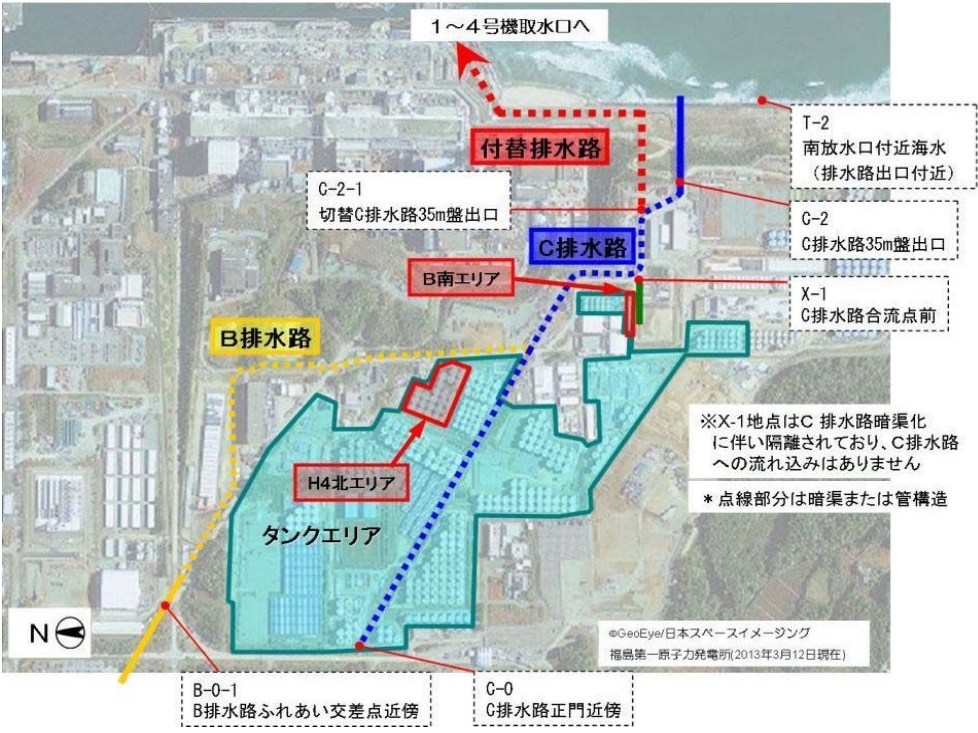 1~4号機取水口へ
付替排水路
T-2
南放水口付近海水
(排水路出口付近)
C-2-1
切替C排水路35m盤出口
C-2
C排水路35m盤出口
C排水路
B南エリア
X-1
C排水路合流点前
B排水路
※X-1地点はC 排水路暗渠化
に伴い隔離されており、C排水路
への流れ込みはありません
H4北エリア
*点線部分は暗渠または管構造
タンクエリア
N
©GeoEye/日本スペースイメージング
福島第一原子力発電所(2013年3月12日現在)
B-0-1
B排水路ふれあい交差点近傍
C-0
C排水路正門近傍